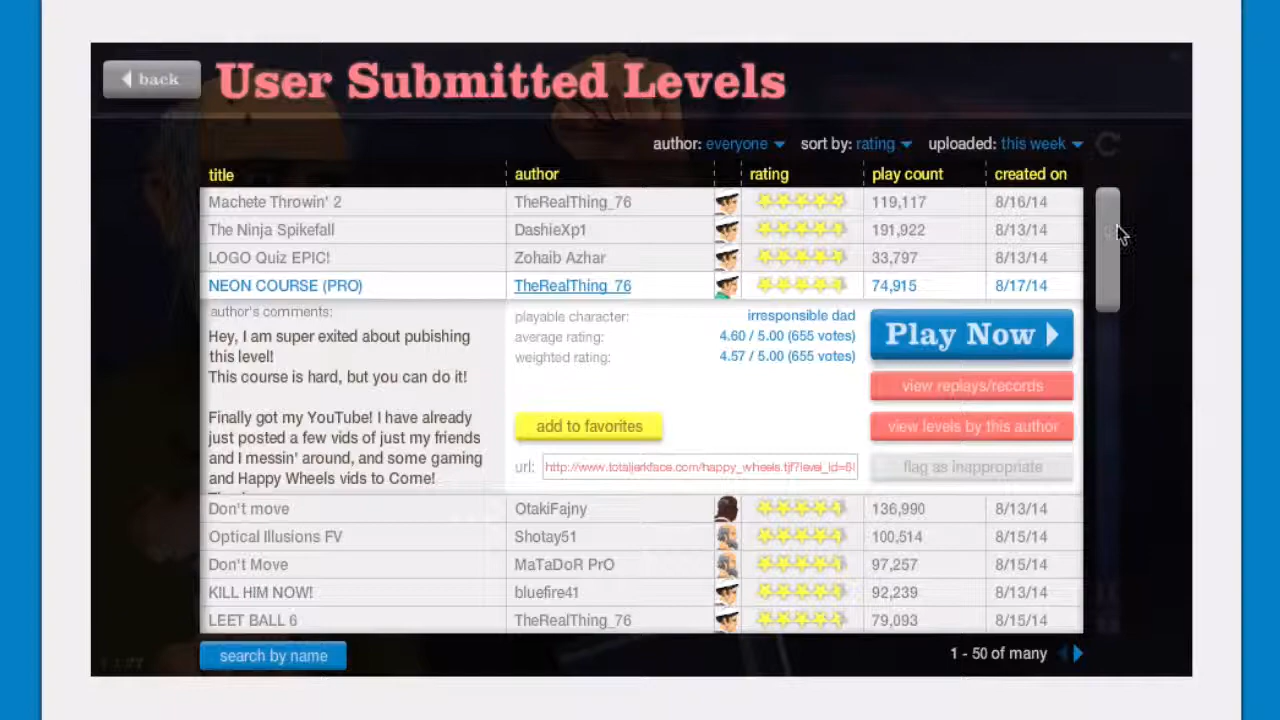 back
User Submitted Levels
author: everyone sort by: rating uploaded: this week
title author rating play count created on
Machete Throwin' 2 TheRealThing_76 119,117 8/16/14
The Ninja Spikefall DashieXp1 191,922 8/13/14
LOGO Quiz EPIC! Zohaib Azhar 33,797 8/13/14
NEON COURSE (PRO) TheRealThing_76 74,915 8/17/14
author's comments:
Hey, I am super exited about pubishing
this level!
This course is hard, but you can do it!
Finally got my YouTube! I have already
just posted a few vids of just my friends
and I messin' around, and some gaming
and Happy Wheels vids to Come!
playable character: irresponsible dad
average rating: 4.60 / 5.00 (655 votes)
weighted rating: 4.57 / 5.00 (655 votes)
add to favorites
url: http://www.totaljerkface.com/happy_wheels.tjf?level_id=6
Play Now
view replays/records
view levels by this author
flag as inappropriate
Don't move OtakiFajny 136,990 8/13/14
Optical Illusions FV Shotay51 100,514 8/15/14
Don't Move MaTaDoR PrO 97,257 8/15/14
KILL HIM NOW! bluefire41 92,239 8/13/14
LEET BALL 6 TheRealThing_76 79,093 8/15/14
search by name
1 - 50 of many